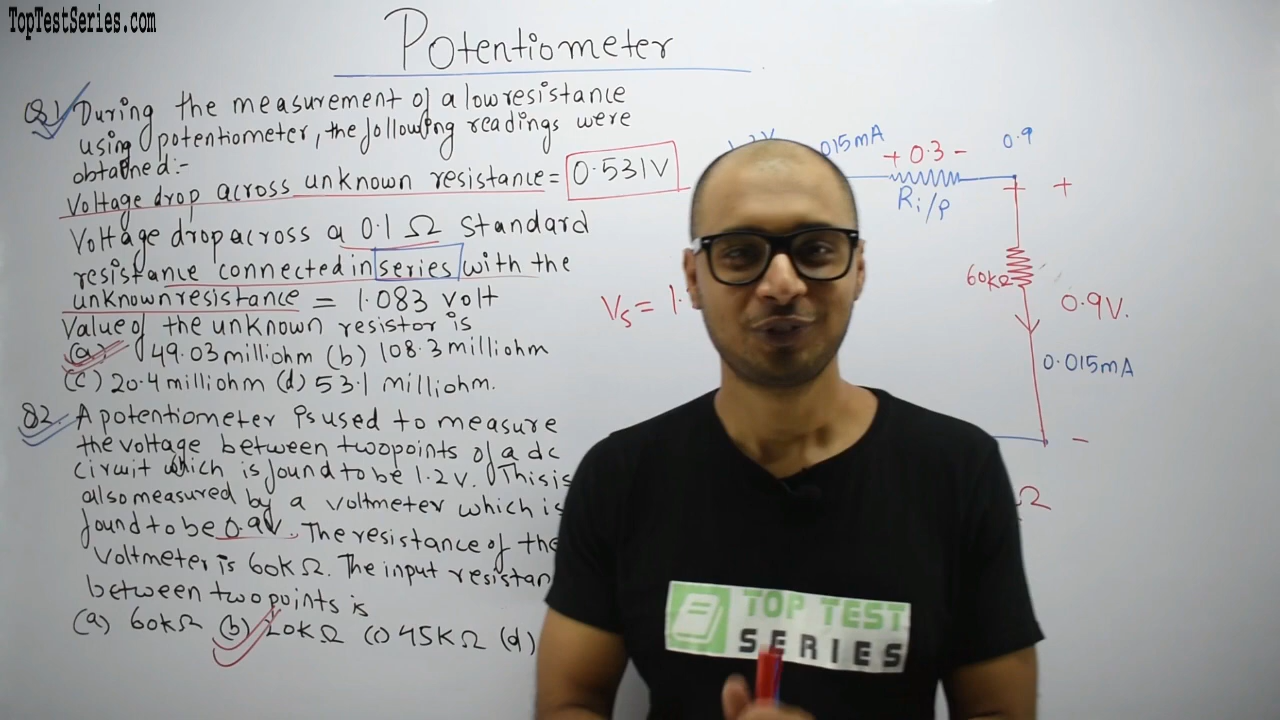 TopTestSeries.com
Potentiometer
Q1. During the measurement of a low resistance
using potentiometer, the following readings were
obtained:-
Voltage drop across unknown resistance = 0.531V
Voltage drop across a 0.1 Ω Standard
resistance connected in series with the
unknown resistance = 1.083 volt
Value of the unknown resistor is
(a) 49.03 milliohm (b) 108.3 milliohm
(c) 20.4 milliohm (d) 53.1 milliohm.
Q2. A potentiometer is used to measure
the voltage between two points of a dc
circuit which is found to be 1.2 V. This is
also measured by a voltmeter which is
found to be 0.9V. The resistance of the
Voltmeter is 60KΩ. The input
between two points is
(a) 60KΩ (b) 20KΩ (c) 45KΩ (d)
015mA
+ 0.3 -
0.9
Ri/p
+ +
60kΩ
Vs = 1.
0.9V.
0.015mA
-
Ω
TOP TEST
SERIES